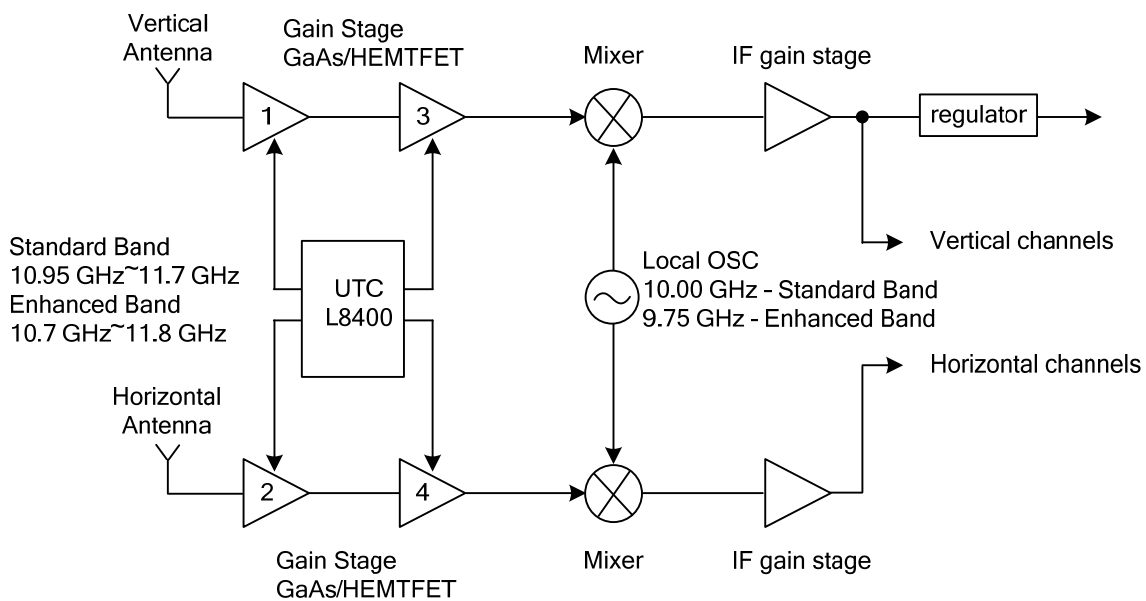 Vertical
Antenna
Gain Stage
GaAs/HEMTFET
Mixer
IF gain stage
1
3
regulator
Standard Band
10.95 GHz~11.7 GHz
Enhanced Band
10.7 GHz~11.8 GHz
UTC
L8400
Local OSC
10.00 GHz - Standard Band
9.75 GHz - Enhanced Band
Vertical channels
Horizontal channels
Horizontal
Antenna
2
4
Gain Stage
GaAs/HEMTFET
Mixer
IF gain stage